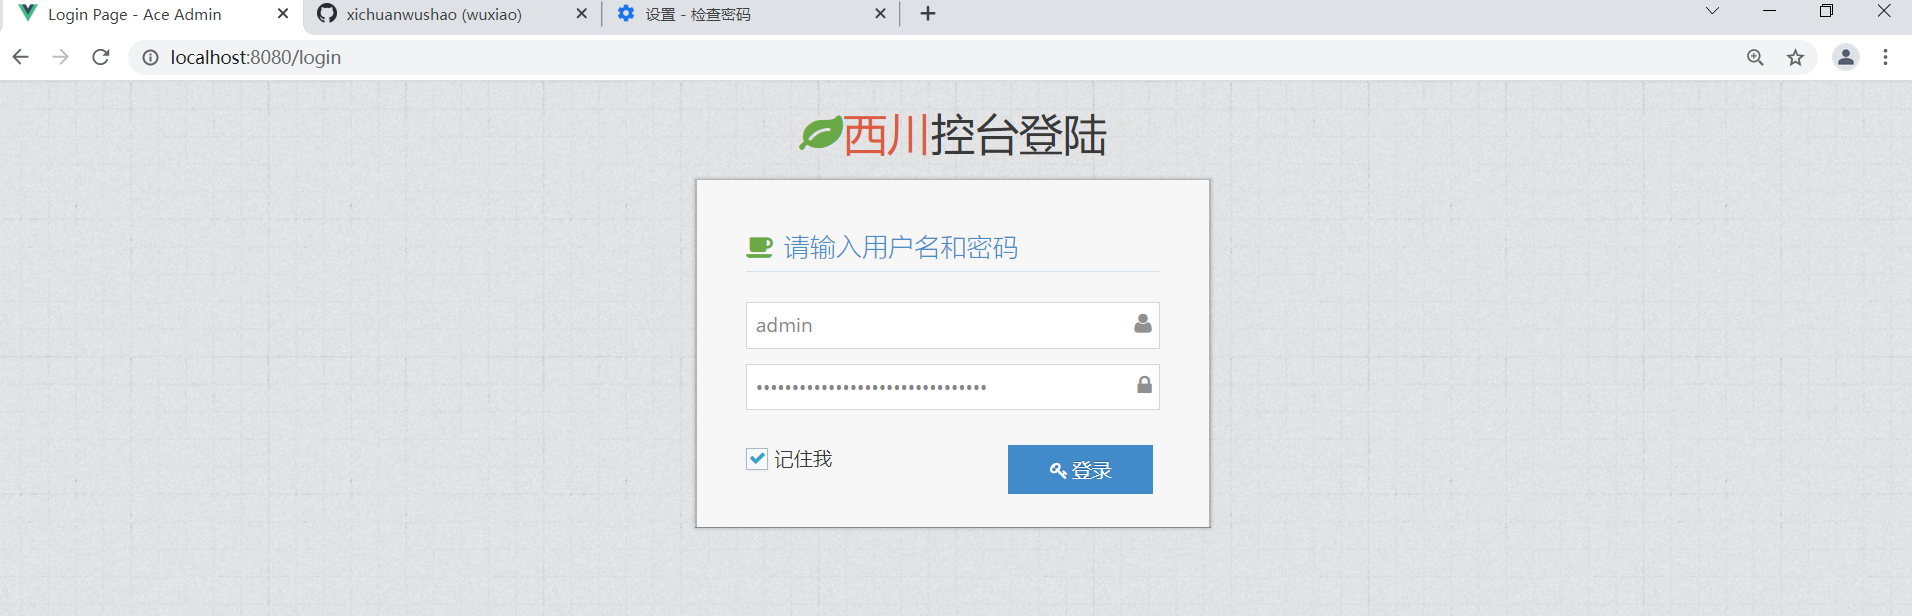 Login Page - Ace Admin
xichuanwushao (wuxiao)
设置 - 检查密码
localhost:8080/login
西川控台登陆
请输入用户名和密码
admin
••••••••••••••••••••••••••••••••
记住我
登录